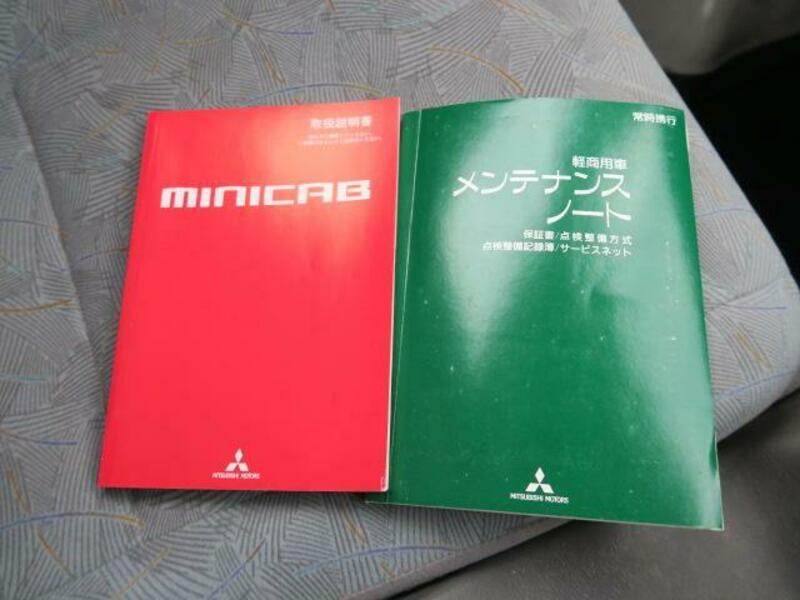 取扱説明書
MINICAB
MITSUBISHI MOTORS
常時携行
軽商用車
メンテナンス
ノート
保証書/点検整備方式
点検整備記録簿/サービスネット
MITSUBISHI MOTORS